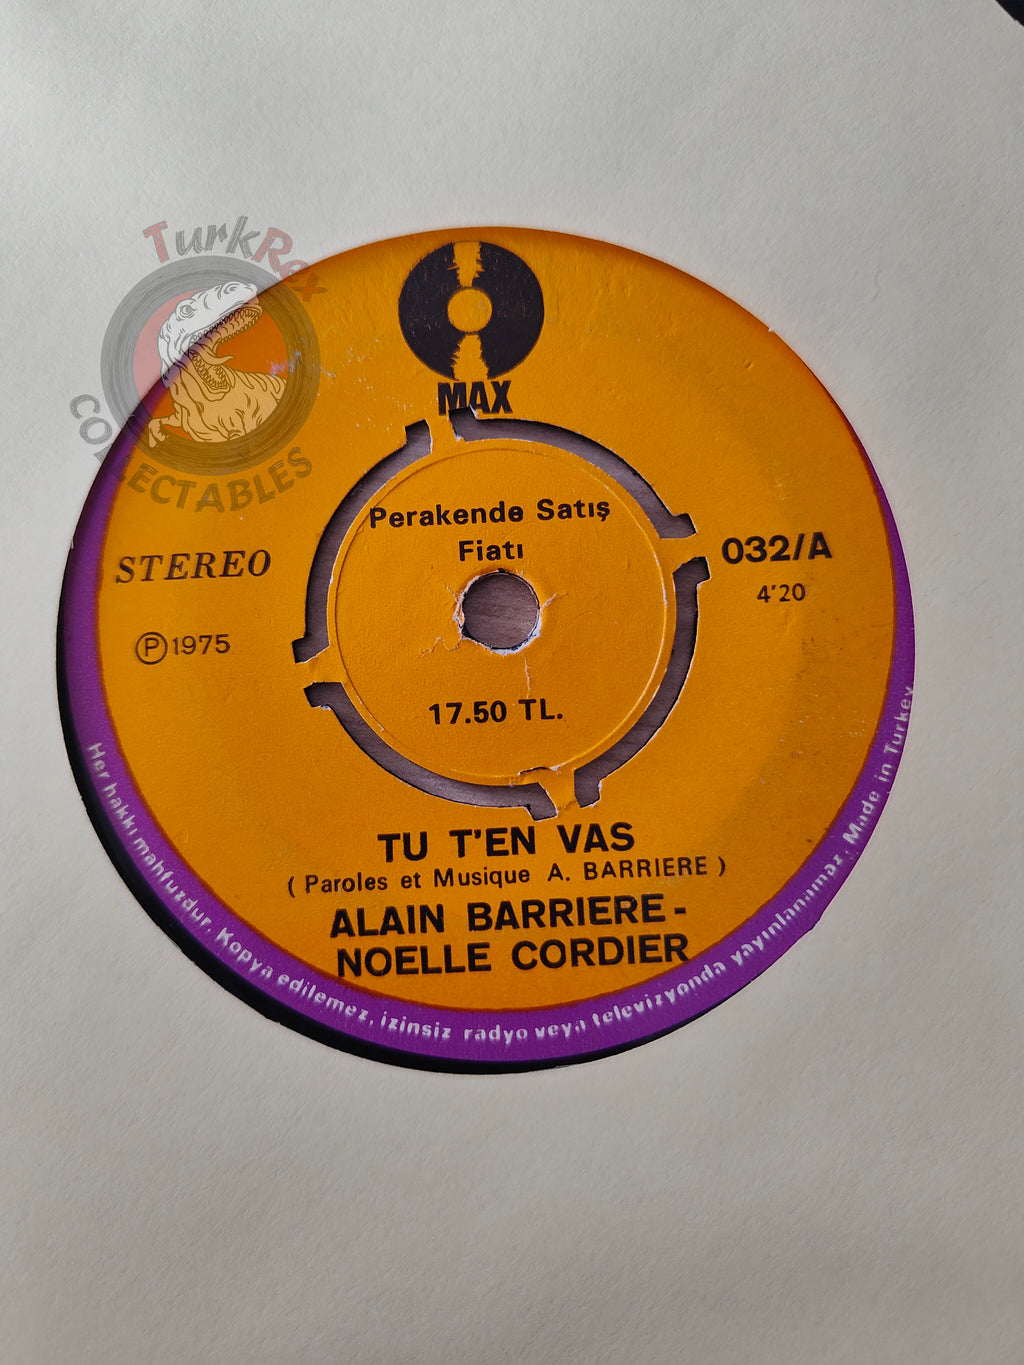 TurkRex
COLLECTABLES
MAX
Perakende Satış
Fiatı
STEREO
032/A
4'20
℗ 1975
17.50 TL.
TU T'EN VAS
( Paroles et Musique A. BARRIERE )
ALAIN BARRIERE -
NOELLE CORDIER
Her hakkı mahfuzdur. Kopya edilemez, izinsiz radyo veya televizyonda yayınlanamaz. Made in Turkey